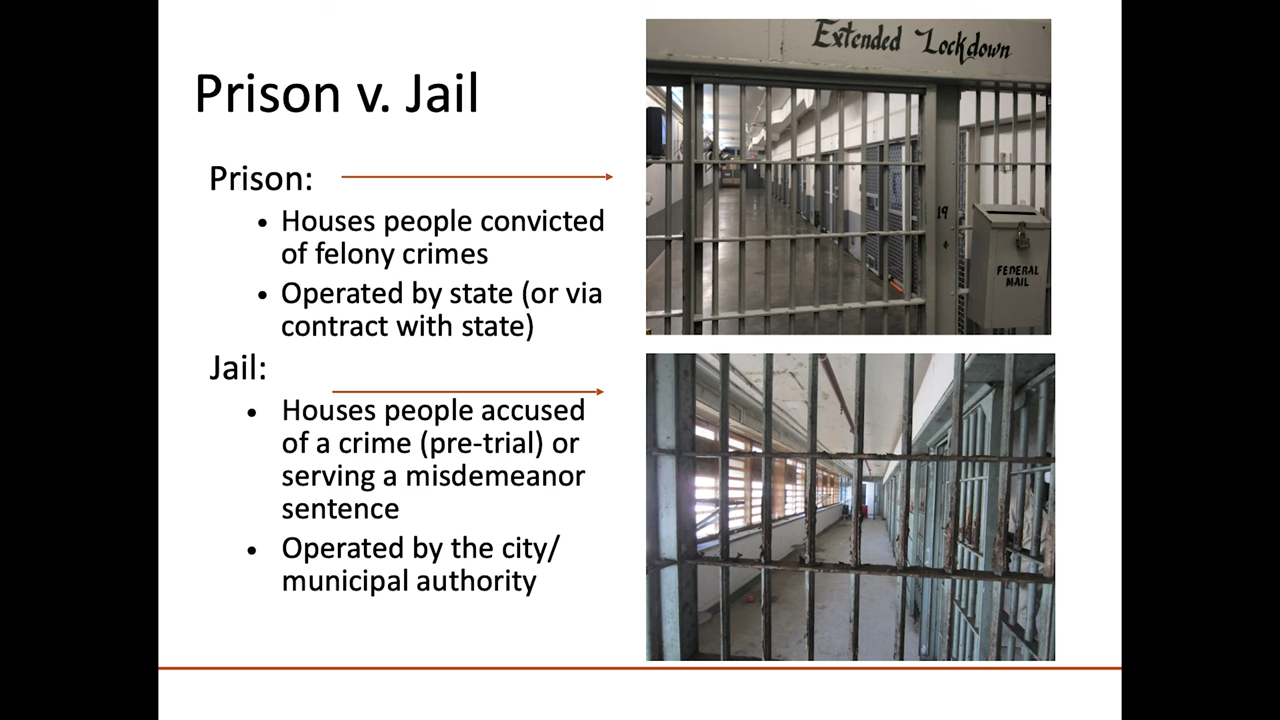 Prison v. Jail
Prison:
• Houses people convicted
of felony crimes
• Operated by state (or via
contract with state)
Jail:
• Houses people accused
of a crime (pre-trial) or
serving a misdemeanor
sentence
• Operated by the city/
municipal authority
Extended Lockdown
19
FEDERAL
MAIL